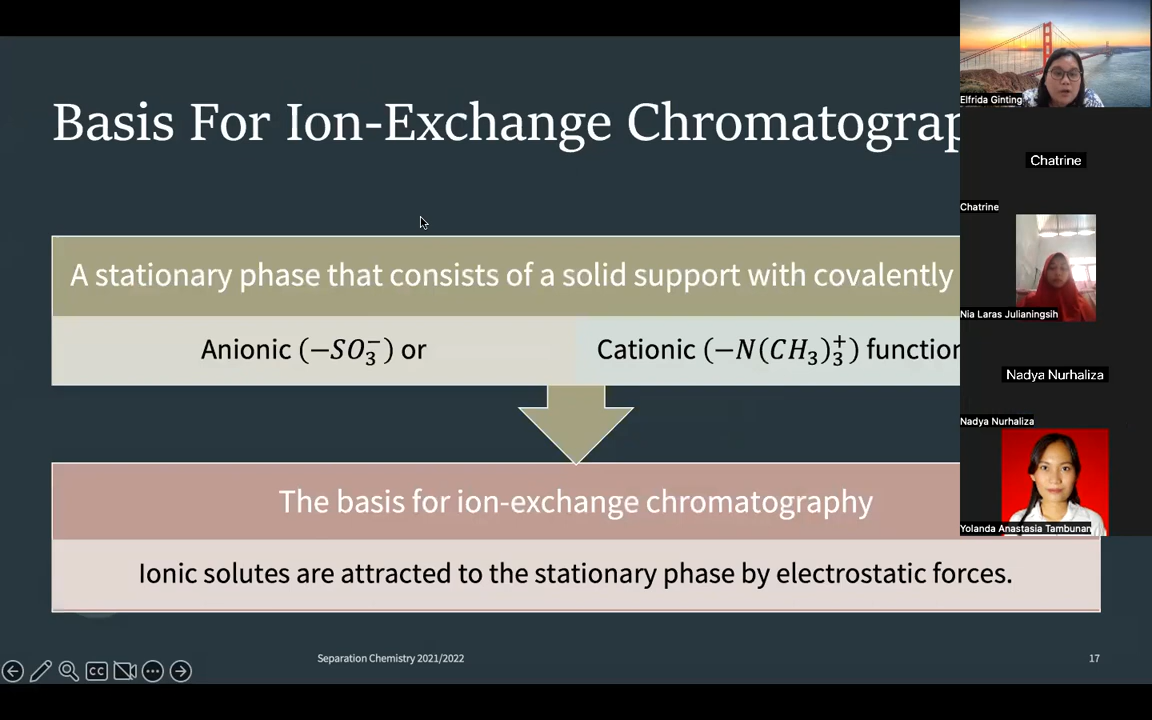 Basis For Ion-Exchange Chromatograp
A stationary phase that consists of a solid support with covalently
Anionic (−SO₃⁻) or
Cationic (−N(CH₃)₃⁺) function
The basis for ion-exchange chromatography
Ionic solutes are attracted to the stationary phase by electrostatic forces.
Separation Chemistry 2021/2022
17
CC
Elfrida Ginting
Chatrine
Chatrine
Nia Laras Julianingsih
Nadya Nurhaliza
Nadya Nurhaliza
Yolanda Anastasia Tambunan